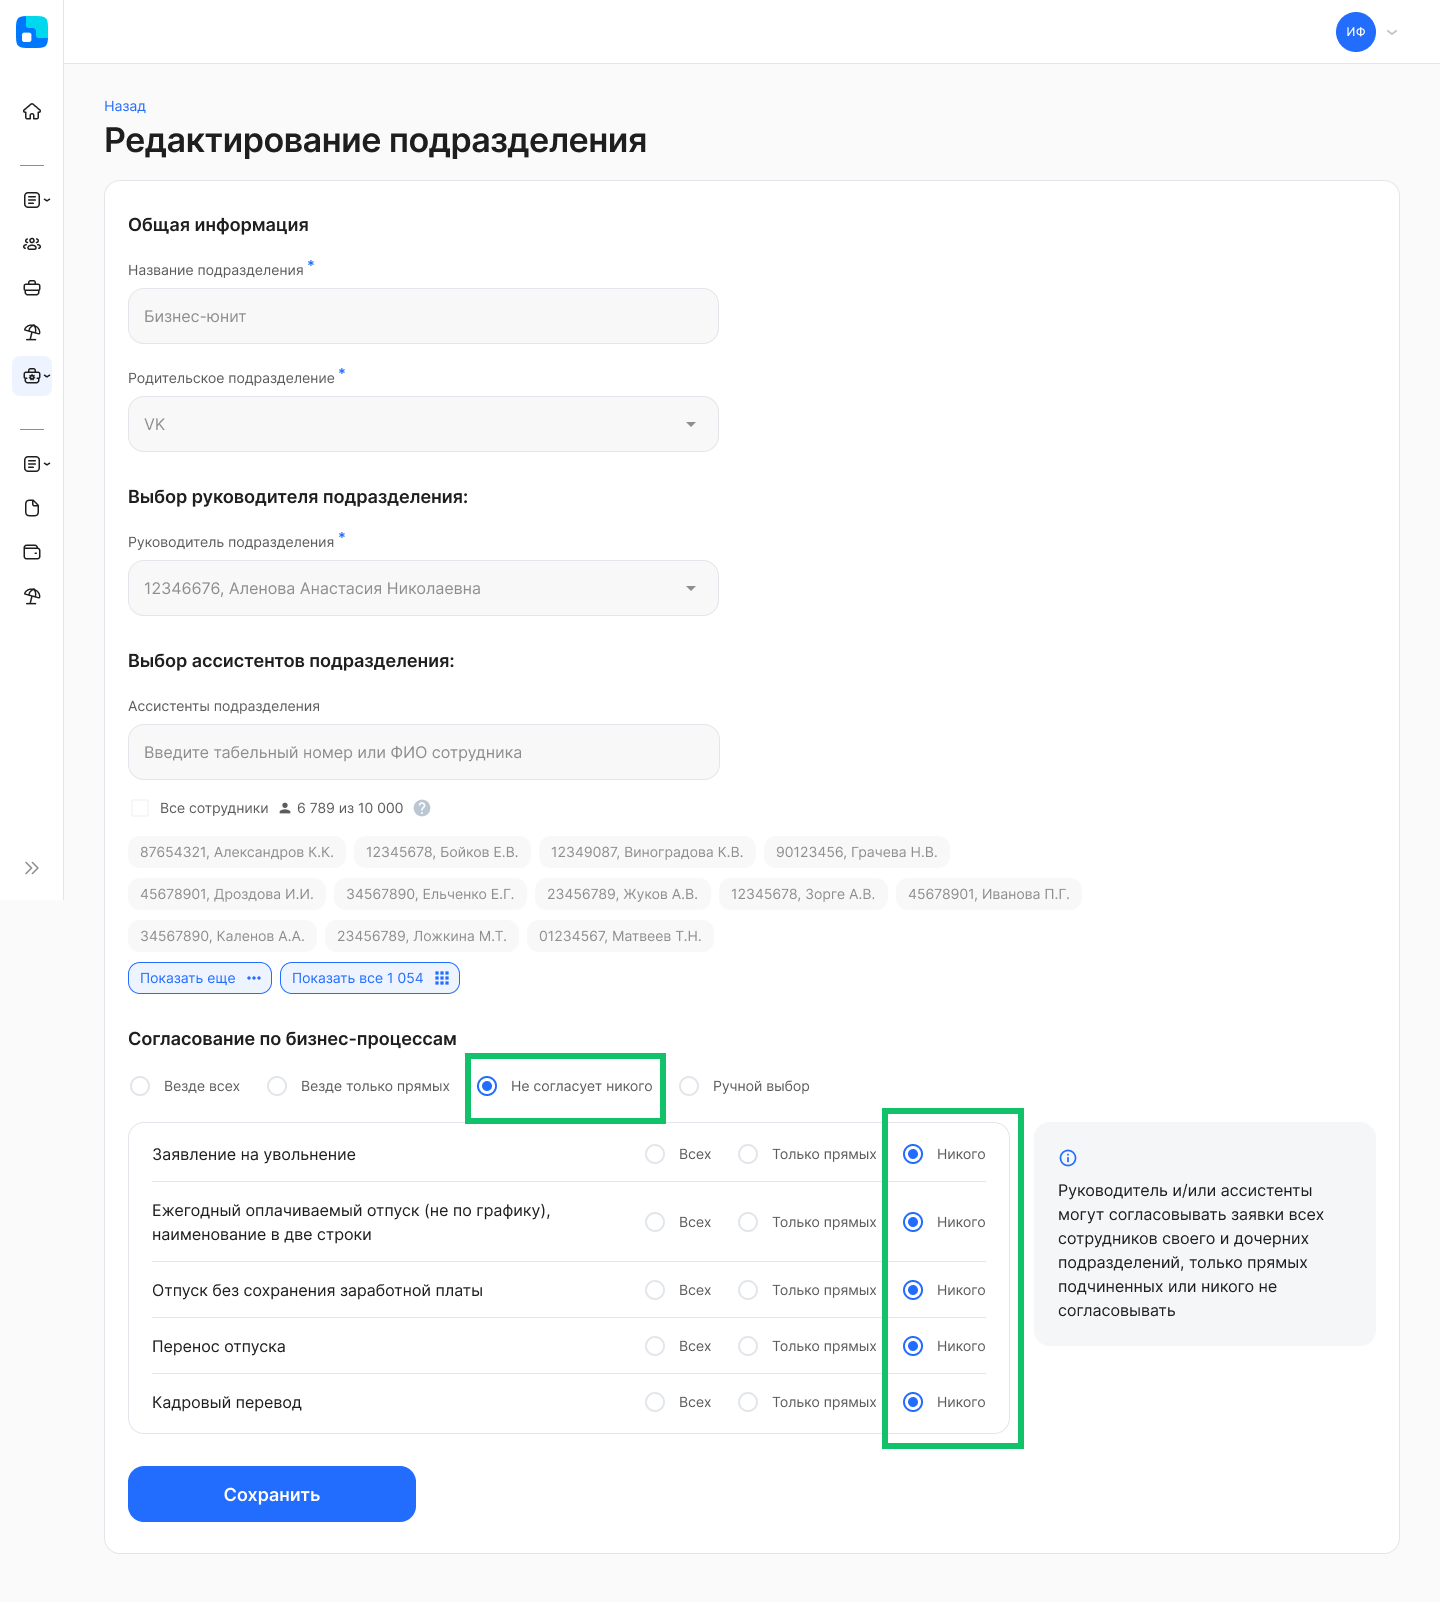 ИФ
Назад
Редактирование подразделения
Общая информация
Название подразделения *
Бизнес-юнит
Родительское подразделение *
VK
Выбор руководителя подразделения:
Руководитель подразделения *
12346676, Аленова Анастасия Николаевна
Выбор ассистентов подразделения:
Ассистенты подразделения
Введите табельный номер или ФИО сотрудника
Все сотрудники 6 789 из 10 000 ?
87654321, Александров К.К. 12345678, Бойков Е.В. 12349087, Виноградова К.В. 90123456, Грачева Н.В.
45678901, Дроздова И.И. 34567890, Ельченко Е.Г. 23456789, Жуков А.В. 12345678, Зорге А.В. 45678901, Иванова П.Г.
34567890, Каленов А.А. 23456789, Ложкина М.Т. 01234567, Матвеев Т.Н.
Показать еще ••• Показать все 1 054
Согласование по бизнес-процессам
Везде всех Везде только прямых Не согласует никого Ручной выбор
Заявление на увольнение Всех Только прямых Никого
Ежегодный оплачиваемый отпуск (не по графику),
наименование в две строки Всех Только прямых Никого
Отпуск без сохранения заработной платы Всех Только прямых Никого
Перенос отпуска Всех Только прямых Никого
Кадровый перевод Всех Только прямых Никого
Руководитель и/или ассистенты
могут согласовывать заявки всех
сотрудников своего и дочерних
подразделений, только прямых
подчиненных или никого не
согласовывать
Сохранить